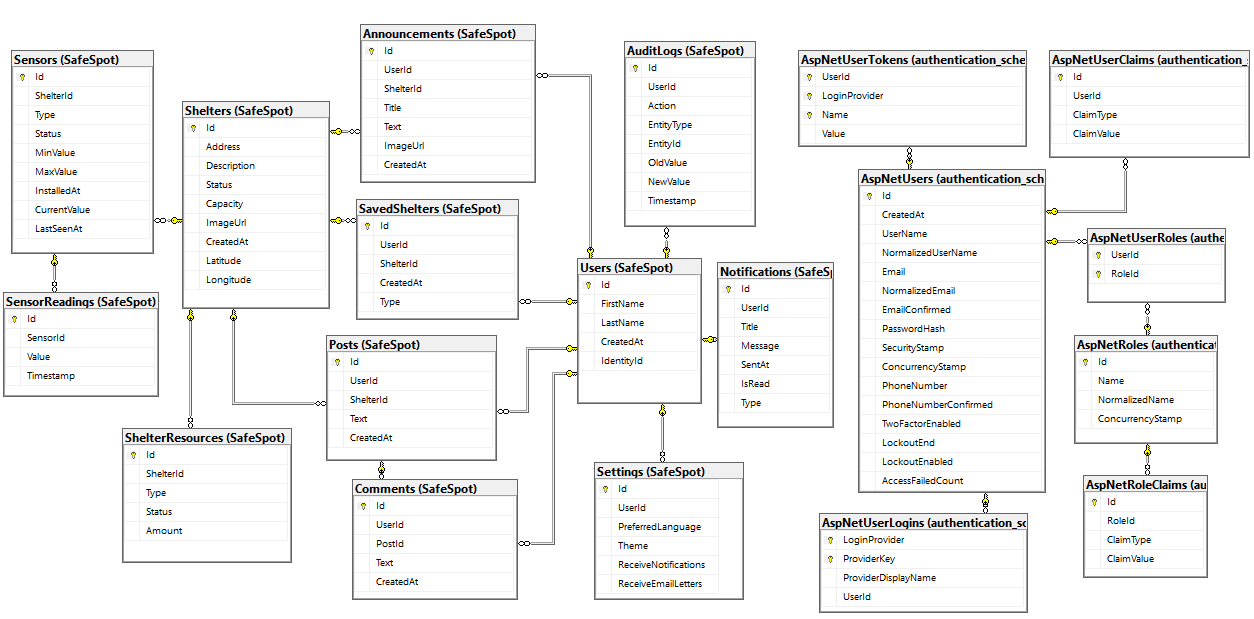 Sensors (SafeSpot)
Id
ShelterId
Type
Status
MinValue
MaxValue
InstalledAt
CurrentValue
LastSeenAt
SensorReadings (SafeSpot)
Id
SensorId
Value
Timestamp
Shelters (SafeSpot)
Id
Address
Description
Status
Capacity
ImageUrl
CreatedAt
Latitude
Longitude
ShelterResources (SafeSpot)
Id
ShelterId
Type
Status
Amount
Announcements (SafeSpot)
Id
UserId
ShelterId
Title
Text
ImageUrl
CreatedAt
SavedShelters (SafeSpot)
Id
UserId
ShelterId
CreatedAt
Type
Posts (SafeSpot)
Id
UserId
ShelterId
Text
CreatedAt
Comments (SafeSpot)
Id
UserId
PostId
Text
CreatedAt
AuditLogs (SafeSpot)
Id
UserId
Action
EntityType
EntityId
OldValue
NewValue
Timestamp
Users (SafeSpot)
Id
FirstName
LastName
CreatedAt
IdentityId
Notifications (SafeSp
Id
UserId
Title
Message
SentAt
IsRead
Type
Settings (SafeSpot)
Id
UserId
PreferredLanguage
Theme
ReceiveNotifications
ReceiveEmailLetters
AspNetUserTokens (authentication_sche
UserId
LoginProvider
Name
Value
AspNetUserClaims (authentication_
Id
UserId
ClaimType
ClaimValue
AspNetUsers (authentication_sch
Id
CreatedAt
UserName
NormalizedUserName
Email
NormalizedEmail
EmailConfirmed
PasswordHash
SecurityStamp
ConcurrencyStamp
PhoneNumber
PhoneNumberConfirmed
TwoFactorEnabled
LockoutEnd
LockoutEnabled
AccessFailedCount
AspNetUserRoles (authe
UserId
RoleId
AspNetRoles (authenticat
Id
Name
NormalizedName
ConcurrencyStamp
AspNetRoleClaims (au
Id
RoleId
ClaimType
ClaimValue
AspNetUserLogins (authentication_sc
LoginProvider
ProviderKey
ProviderDisplayName
UserId